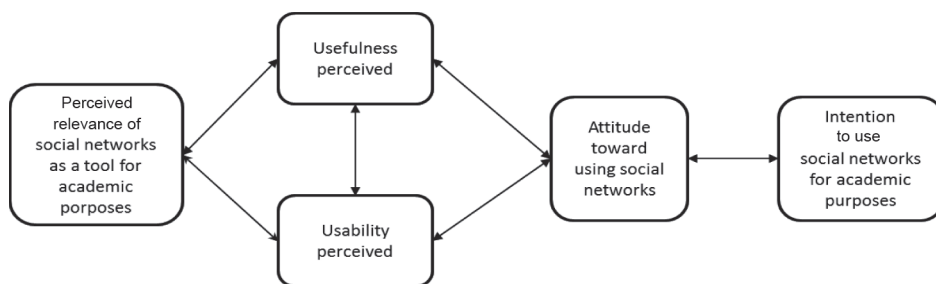 Perceived
relevance of
social networks
as a tool for
academic
porposes
Usefulness
perceived
Usability
perceived
Attitude
toward
using social
networks
Intention
to use
social networks
for academic
purposes